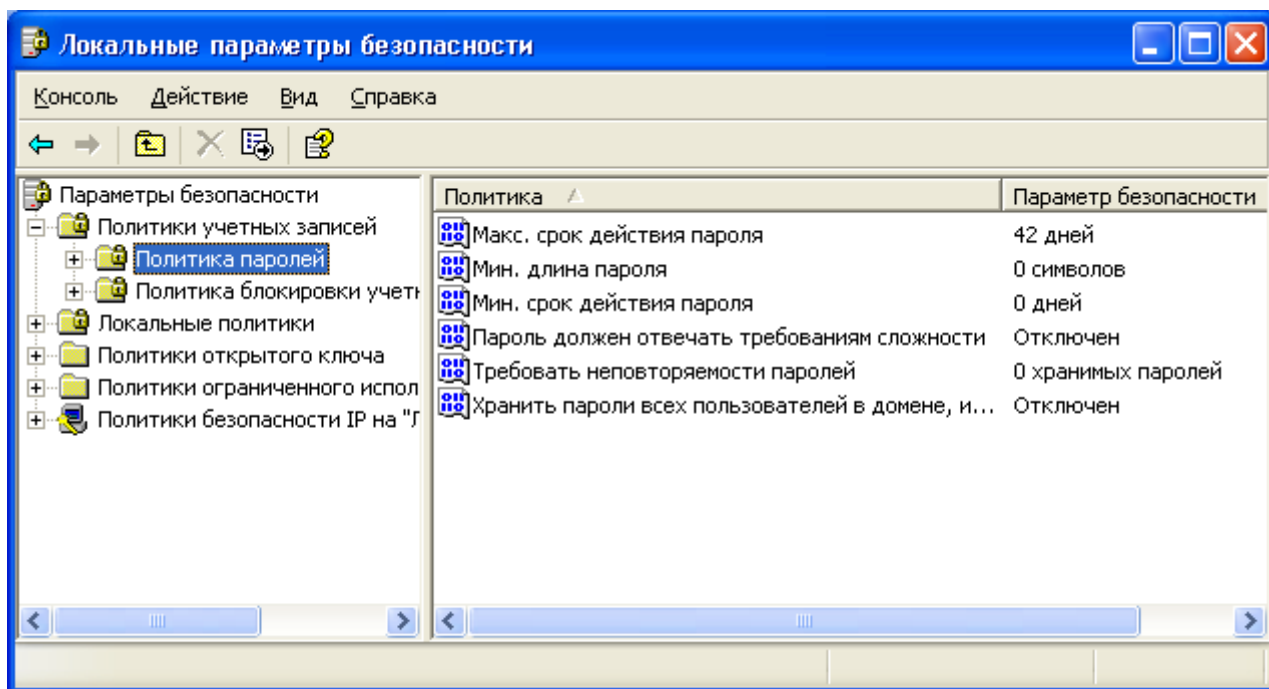 Локальные параметры безопасности
Консоль Действие Вид Справка
Параметры безопасности
Политики учетных записей
Политика паролей
Политика блокировки учетн
Локальные политики
Политики открытого ключа
Политики ограниченного испол
Политики безопасности IP на "Л
Политика Параметр безопасности
Макс. срок действия пароля 42 дней
Мин. длина пароля 0 символов
Мин. срок действия пароля 0 дней
Пароль должен отвечать требованиям сложности Отключен
Требовать неповторяемости паролей 0 хранимых паролей
Хранить пароли всех пользователей в домене, и... Отключен